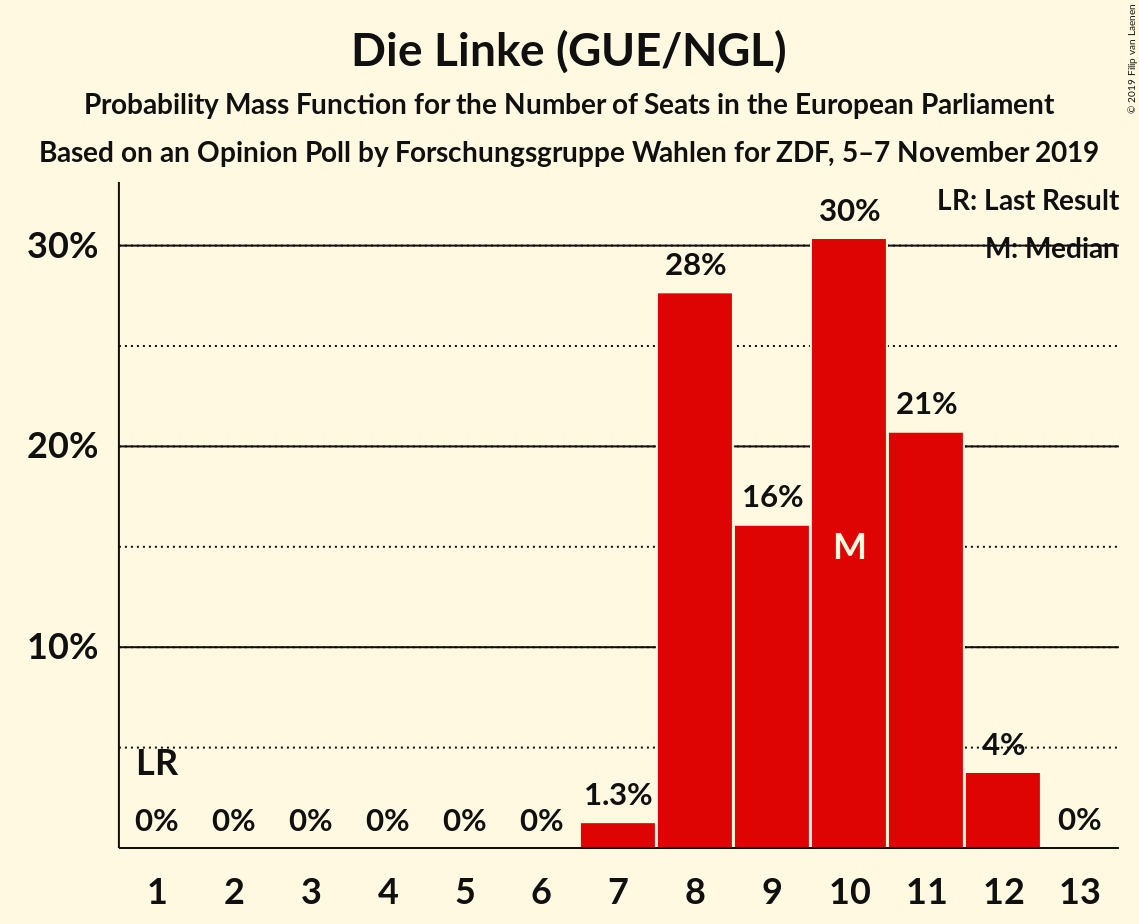 Die Linke (GUE/NGL)
Probability Mass Function for the Number of Seats in the European Parliament
Based on an Opinion Poll by Forschungsgruppe Wahlen for ZDF, 5–7 November 2019
© 2019 Filip van Laenen
LR: Last Result
M: Median
30%
20%
10%
30%
28%
21%
16%
M
4%
LR
1.3%
0% 0% 0% 0% 0% 0% 0%
1 2 3 4 5 6 7 8 9 10 11 12 13